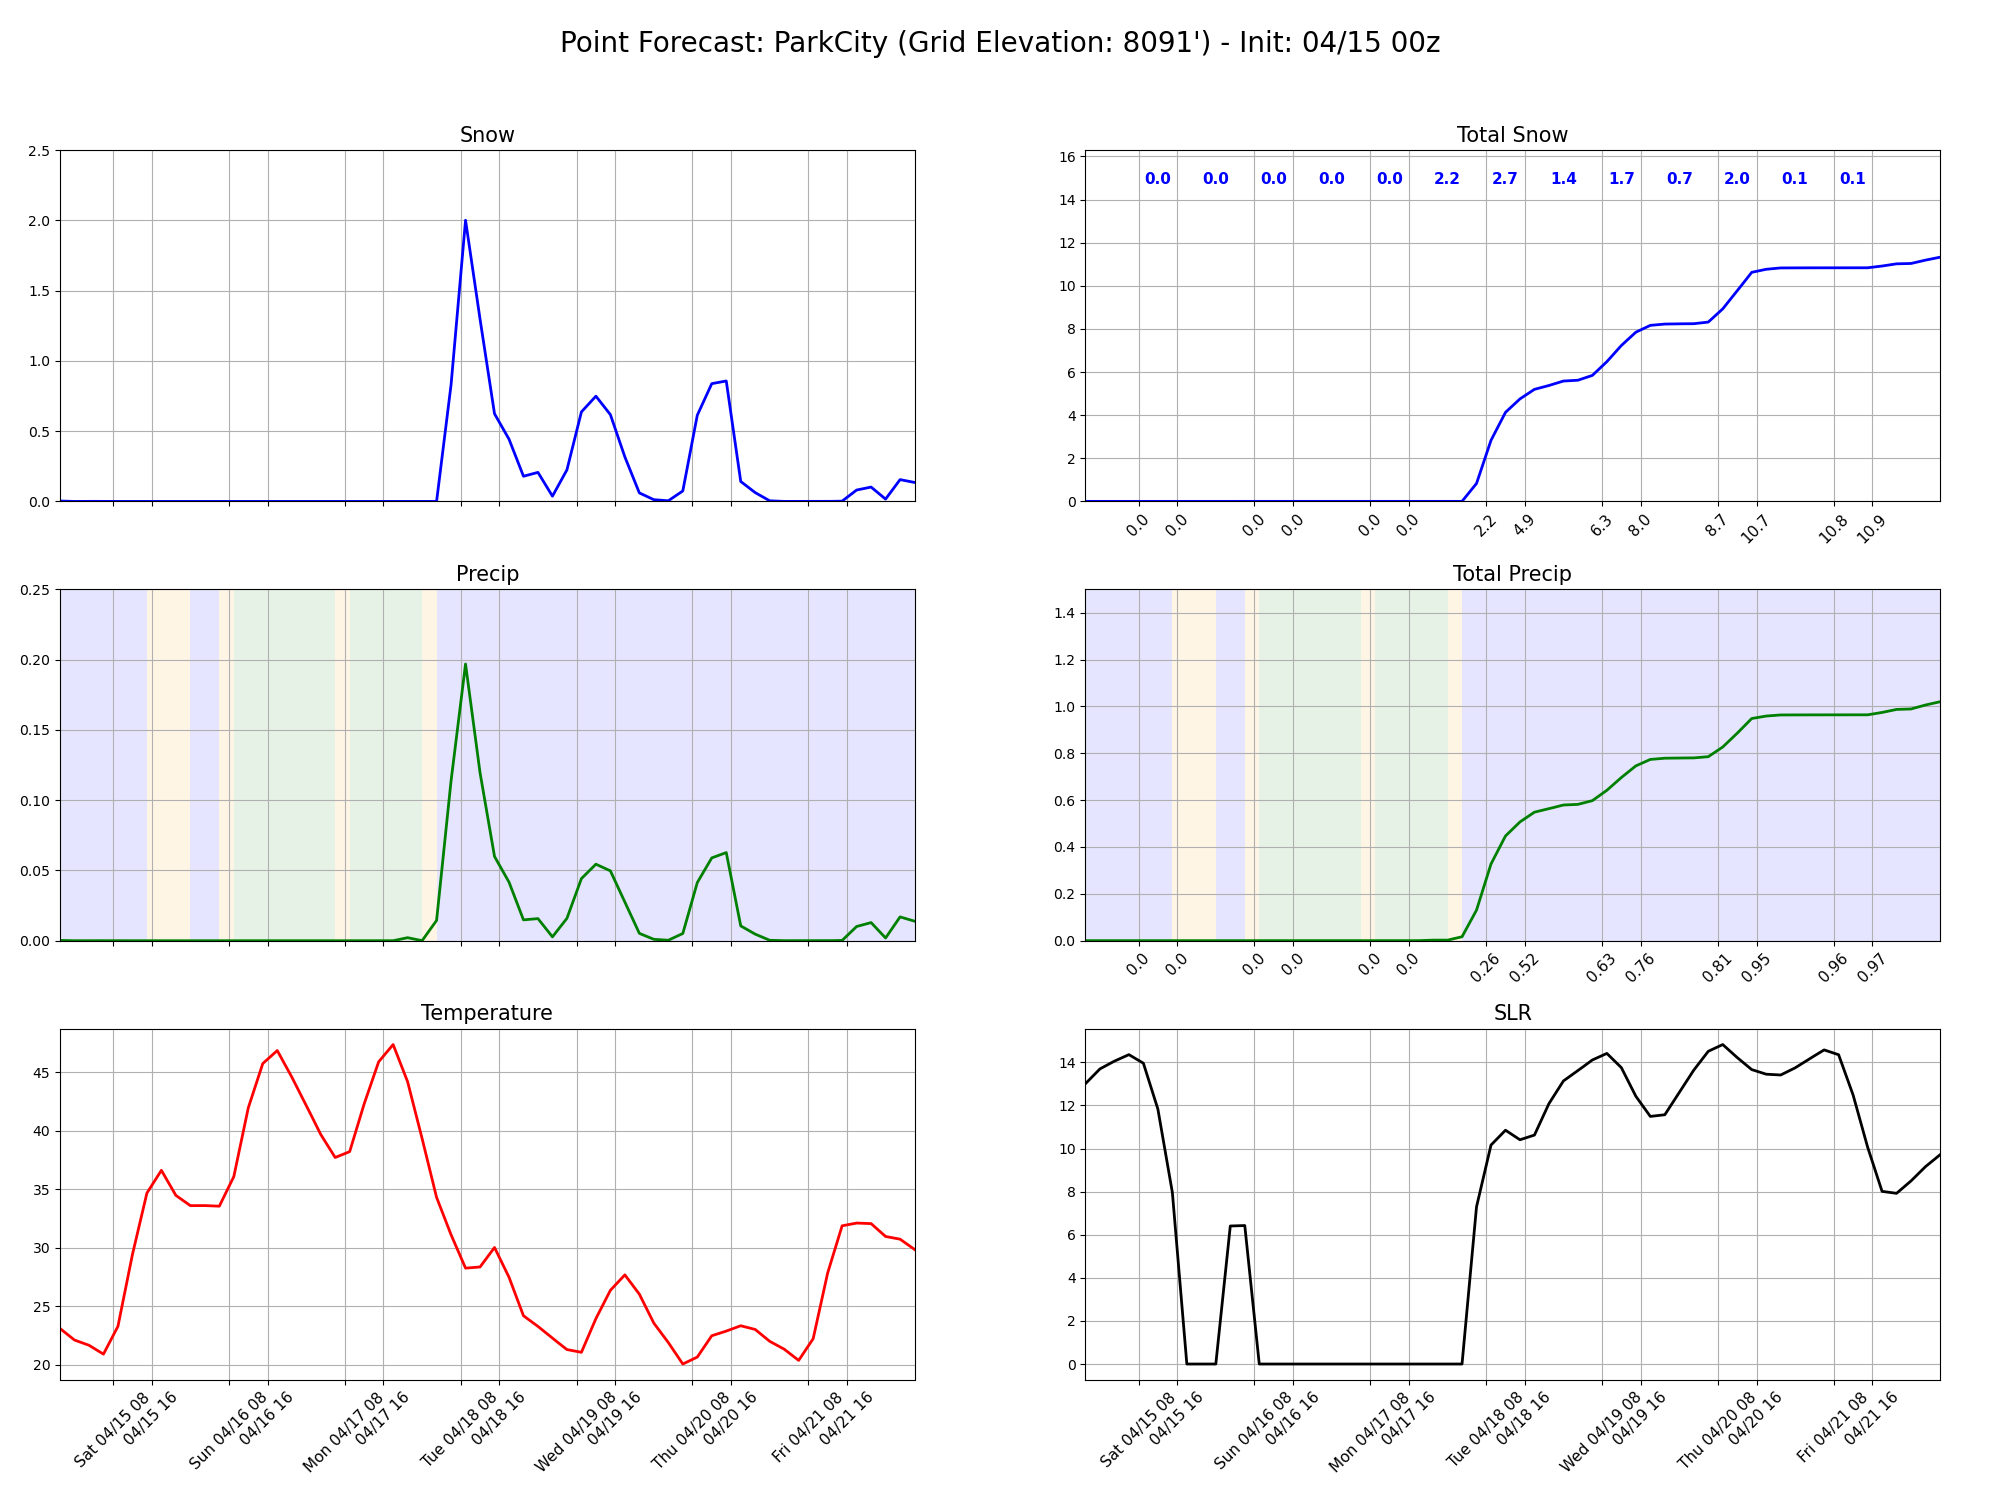 Point Forecast: ParkCity (Grid Elevation: 8091') - Init: 04/15 00z
Snow
2.5
2.0
1.5
1.0
0.5
0.0
Total Snow
16
14
12
10
8
6
4
2
0
0.0 0.0 0.0 0.0 0.0 2.2 2.7 1.4 1.7 0.7 2.0 0.1 0.1
0.0 0.0 0.0 0.0 0.0 0.0 2.2 4.9 6.3 8.0 8.7 10.7 10.8 10.9
Precip
0.25
0.20
0.15
0.10
0.05
0.00
Total Precip
1.4
1.2
1.0
0.8
0.6
0.4
0.2
0.0
0.0 0.0 0.0 0.0 0.0 0.0 0.26 0.52 0.63 0.76 0.81 0.95 0.96 0.97
Temperature
45
40
35
30
25
20
Sat 04/15 08
04/15 16
Sun 04/16 08
04/16 16
Mon 04/17 08
04/17 16
Tue 04/18 08
04/18 16
Wed 04/19 08
04/19 16
Thu 04/20 08
04/20 16
Fri 04/21 08
04/21 16
SLR
14
12
10
8
6
4
2
0
Sat 04/15 08
04/15 16
Sun 04/16 08
04/16 16
Mon 04/17 08
04/17 16
Tue 04/18 08
04/18 16
Wed 04/19 08
04/19 16
Thu 04/20 08
04/20 16
Fri 04/21 08
04/21 16